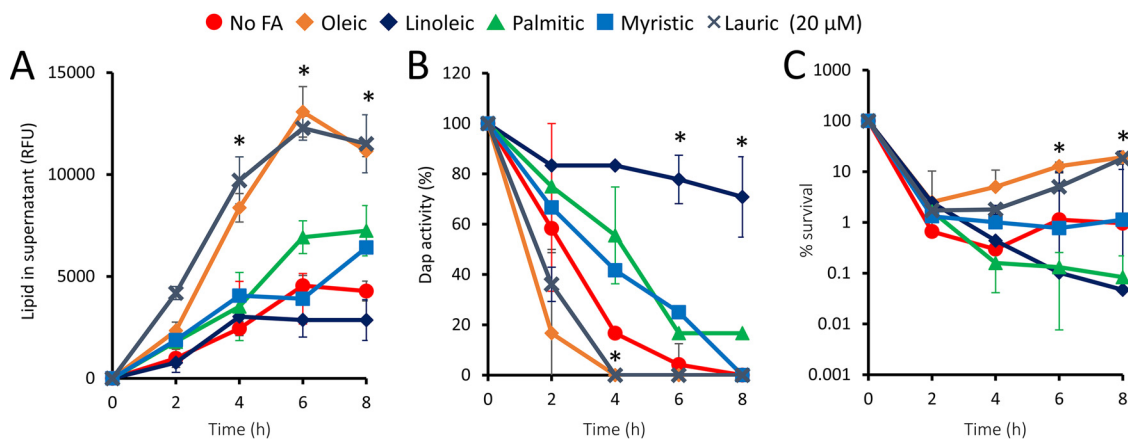 No FA Oleic Linoleic Palmitic Myristic Lauric (20 μM)
A
Lipid in supernatant (RFU)
15000
10000
5000
0
0 2 4 6 8
Time (h)
* * *
B
Dap activity (%)
120
100
80
60
40
20
0
0 2 4 6 8
Time (h)
* * *
C
% survival
1000
100
10
1
0.1
0.01
0.001
0 2 4 6 8
Time (h)
* *